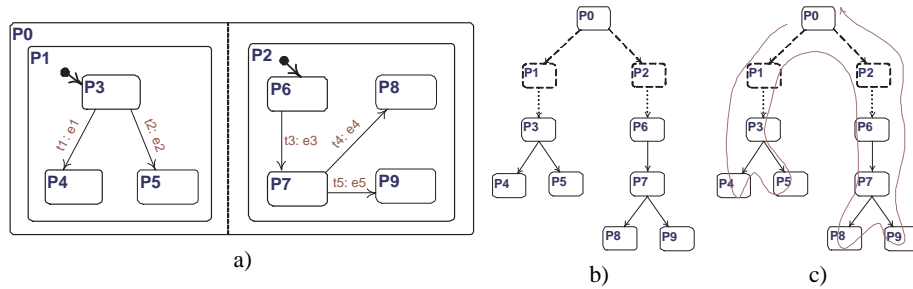 P0
P1
P3
t1: e1
t2: e2
P4
P5
P2
P6
P8
t3: e3
t4: e4
P7
t5: e5
P9
a)
P0
P1
P2
P3
P6
P4
P5
P7
P8
P9
b)
P0
P1
P2
P3
P6
P4
P5
P7
P8
P9
c)